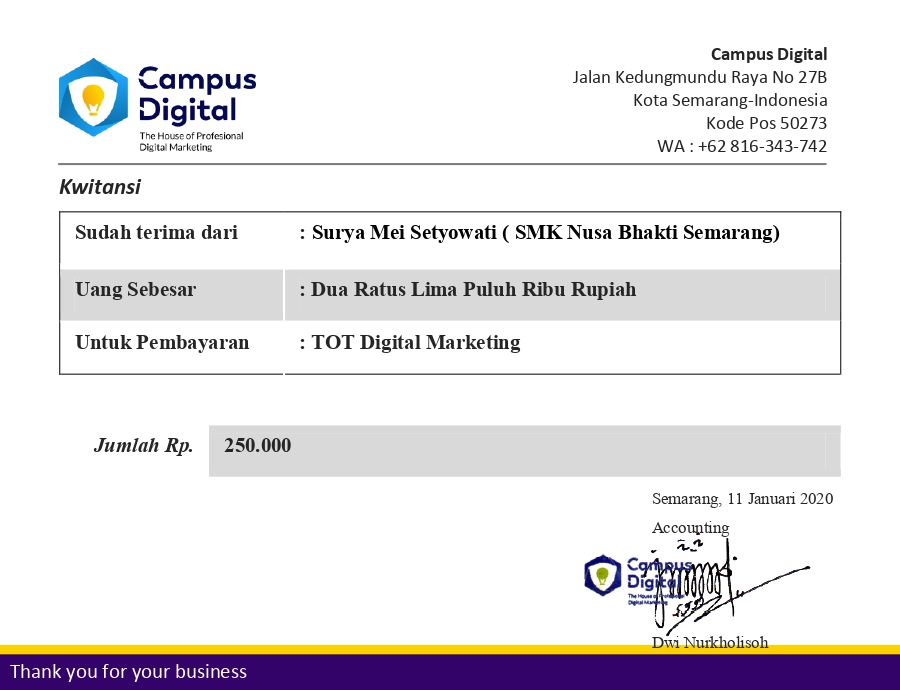 Campus
Digital
The House of Profesional
Digital Marketing
Campus Digital
Jalan Kedungmundu Raya No 27B
Kota Semarang-Indonesia
Kode Pos 50273
WA : +62 816-343-742
Kwitansi
Sudah terima dari : Surya Mei Setyowati ( SMK Nusa Bhakti Semarang)
Uang Sebesar : Dua Ratus Lima Puluh Ribu Rupiah
Untuk Pembayaran : TOT Digital Marketing
Jumlah Rp. 250.000
Semarang, 11 Januari 2020
Accounting
Campus
Digital
The House of Profesional
Digital Marketing
Dwi Nurkholisoh
Thank you for your business